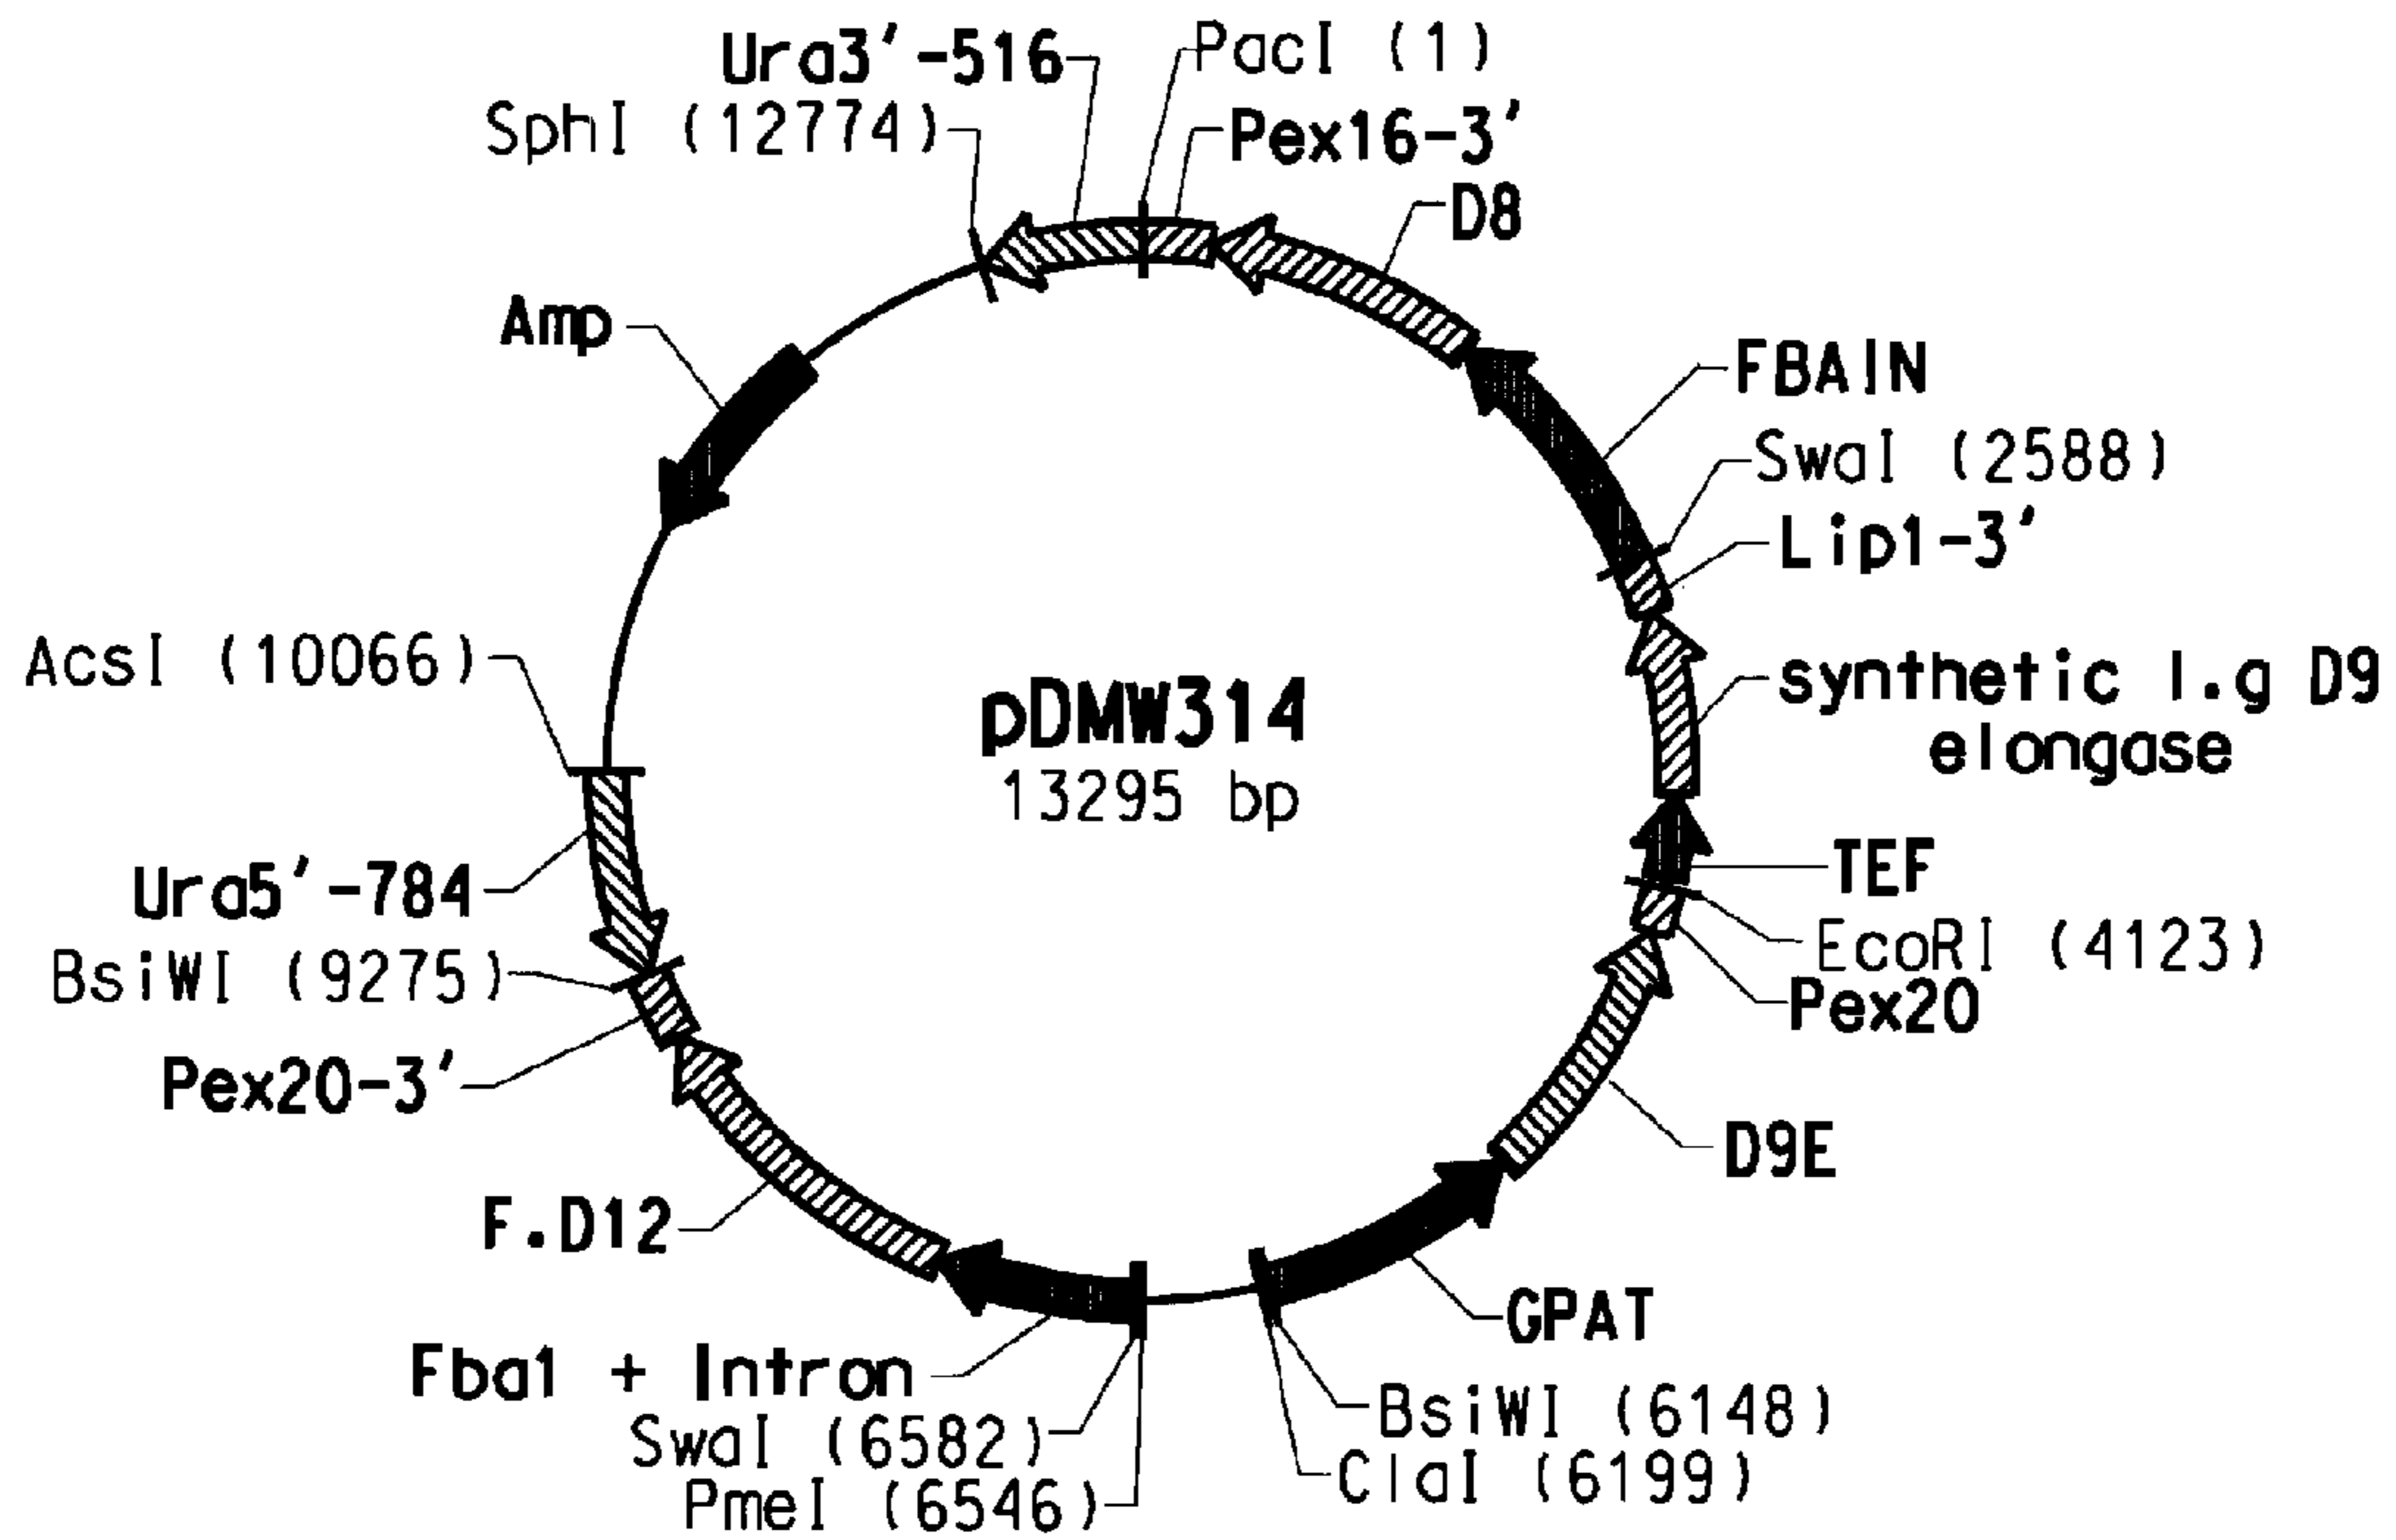 Ura3'-516
PacI (1)
SphI (12774)
Pex16-3'
D8
Amp
FBAIN
SwaI (2588)
Lip1-3'
AcsI (10066)
pDMW314
13295 bp
synthetic I.g D9
elongase
Ura5'-784
TEF
BsiWI (9275)
EcoRI (4123)
Pex20
Pex20-3'
D9E
F.D12
GPAT
Fba1 + Intron
BsiWI (6148)
SwaI (6582)
ClaI (6199)
PmeI (6546)